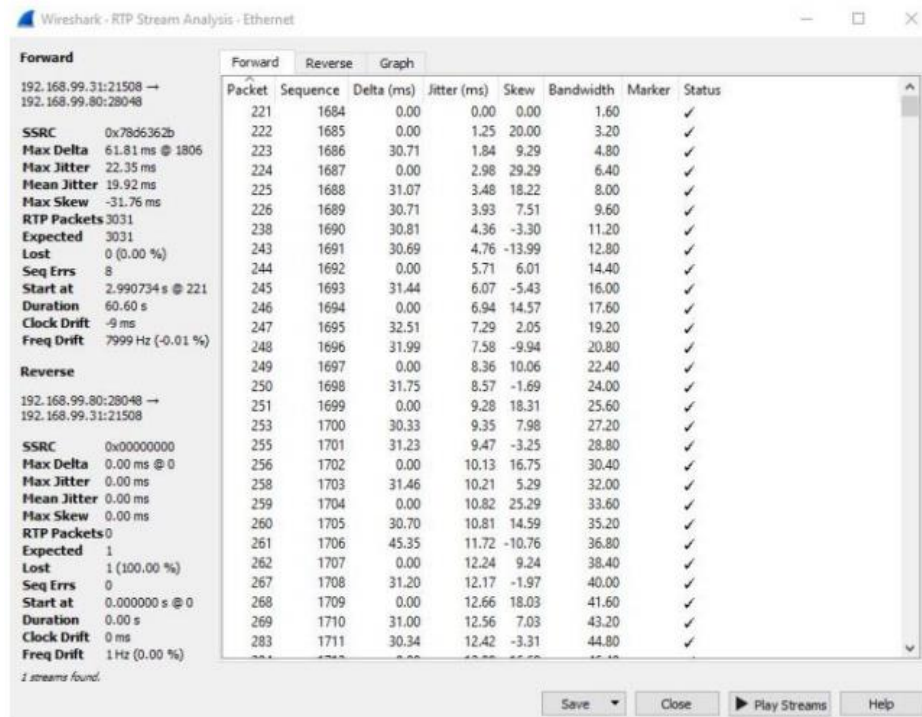 Wireshark - RTP Stream Analysis - Ethernet
Forward
192.168.99.31:21508 →
192.168.99.80:28048
SSRC 0x78d6362b
Max Delta 61.81 ms @ 1806
Max Jitter 22.35 ms
Mean Jitter 19.92 ms
Max Skew -31.76 ms
RTP Packets 3031
Expected 3031
Lost 0 (0.00 %)
Seq Errs 8
Start at 2.990734 s @ 221
Duration 60.60 s
Clock Drift -9 ms
Freq Drift 7999 Hz (-0.01 %)
Reverse
192.168.99.80:28048 →
192.168.99.31:21508
SSRC 0x00000000
Max Delta 0.00 ms @ 0
Max Jitter 0.00 ms
Mean Jitter 0.00 ms
Max Skew 0.00 ms
RTP Packets 0
Expected 1
Lost 1 (100.00 %)
Seq Errs 0
Start at 0.000000 s @ 0
Duration 0.00 s
Clock Drift 0 ms
Freq Drift 1 Hz (0.00 %)
1 streams found.
Forward Reverse Graph
Packet Sequence Delta (ms) Jitter (ms) Skew Bandwidth Marker Status
221 1684 0.00 0.00 0.00 1.60 ✓
222 1685 0.00 1.25 20.00 3.20 ✓
223 1686 30.71 1.84 9.29 4.80 ✓
224 1687 0.00 2.98 29.29 6.40 ✓
225 1688 31.07 3.48 18.22 8.00 ✓
226 1689 30.71 3.93 7.51 9.60 ✓
238 1690 30.81 4.36 -3.30 11.20 ✓
243 1691 30.69 4.76 -13.99 12.80 ✓
244 1692 0.00 5.71 6.01 14.40 ✓
245 1693 31.44 6.07 -5.43 16.00 ✓
246 1694 0.00 6.94 14.57 17.60 ✓
247 1695 32.51 7.29 2.05 19.20 ✓
248 1696 31.99 7.58 -9.94 20.80 ✓
249 1697 0.00 8.36 10.06 22.40 ✓
250 1698 31.75 8.57 -1.69 24.00 ✓
251 1699 0.00 9.28 18.31 25.60 ✓
253 1700 30.33 9.35 7.98 27.20 ✓
255 1701 31.23 9.47 -3.25 28.80 ✓
256 1702 0.00 10.13 16.75 30.40 ✓
258 1703 31.46 10.21 5.29 32.00 ✓
259 1704 0.00 10.82 25.29 33.60 ✓
260 1705 30.70 10.81 14.59 35.20 ✓
261 1706 45.35 11.72 -10.76 36.80 ✓
262 1707 0.00 12.24 9.24 38.40 ✓
267 1708 31.20 12.17 -1.97 40.00 ✓
268 1709 0.00 12.66 18.03 41.60 ✓
269 1710 31.00 12.56 7.03 43.20 ✓
283 1711 30.34 12.42 -3.31 44.80 ✓
Save Close Play Streams Help